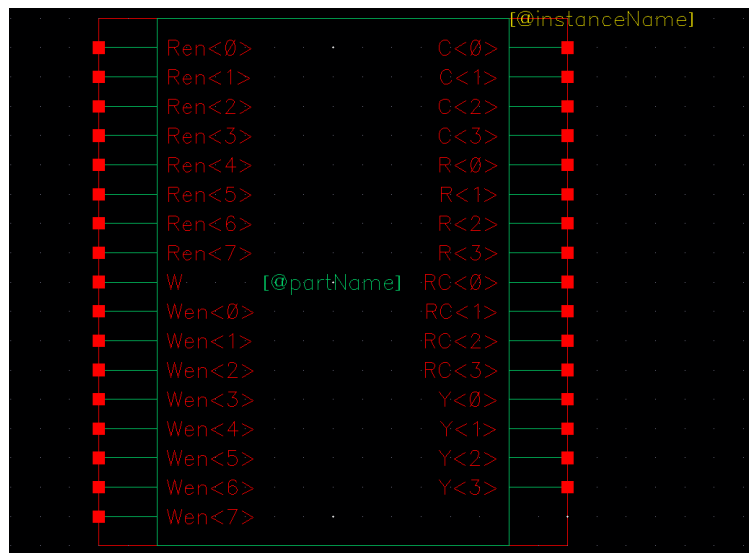 [@instanceName]
Ren<0> C<0>
Ren<1> C<1>
Ren<2> C<2>
Ren<3> C<3>
Ren<4> R<0>
Ren<5> R<1>
Ren<6> R<2>
Ren<7> R<3>
W [@partName] RC<0>
Wen<0> RC<1>
Wen<1> RC<2>
Wen<2> RC<3>
Wen<3> Y<0>
Wen<4> Y<1>
Wen<5> Y<2>
Wen<6> Y<3>
Wen<7>